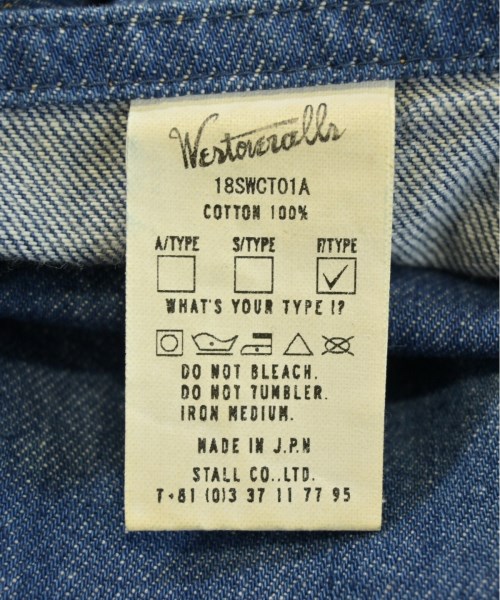 Westoveralls
18SWCT01A
COTTON 100%
A/TYPE S/TYPE F/TYPE
WHAT'S YOUR TYPE !?
DO NOT BLEACH.
DO NOT TUMBLER.
IRON MEDIUM.
MADE IN J.P.N
STALL CO.,LTD.
T+81 (0)3 37 11 77 95